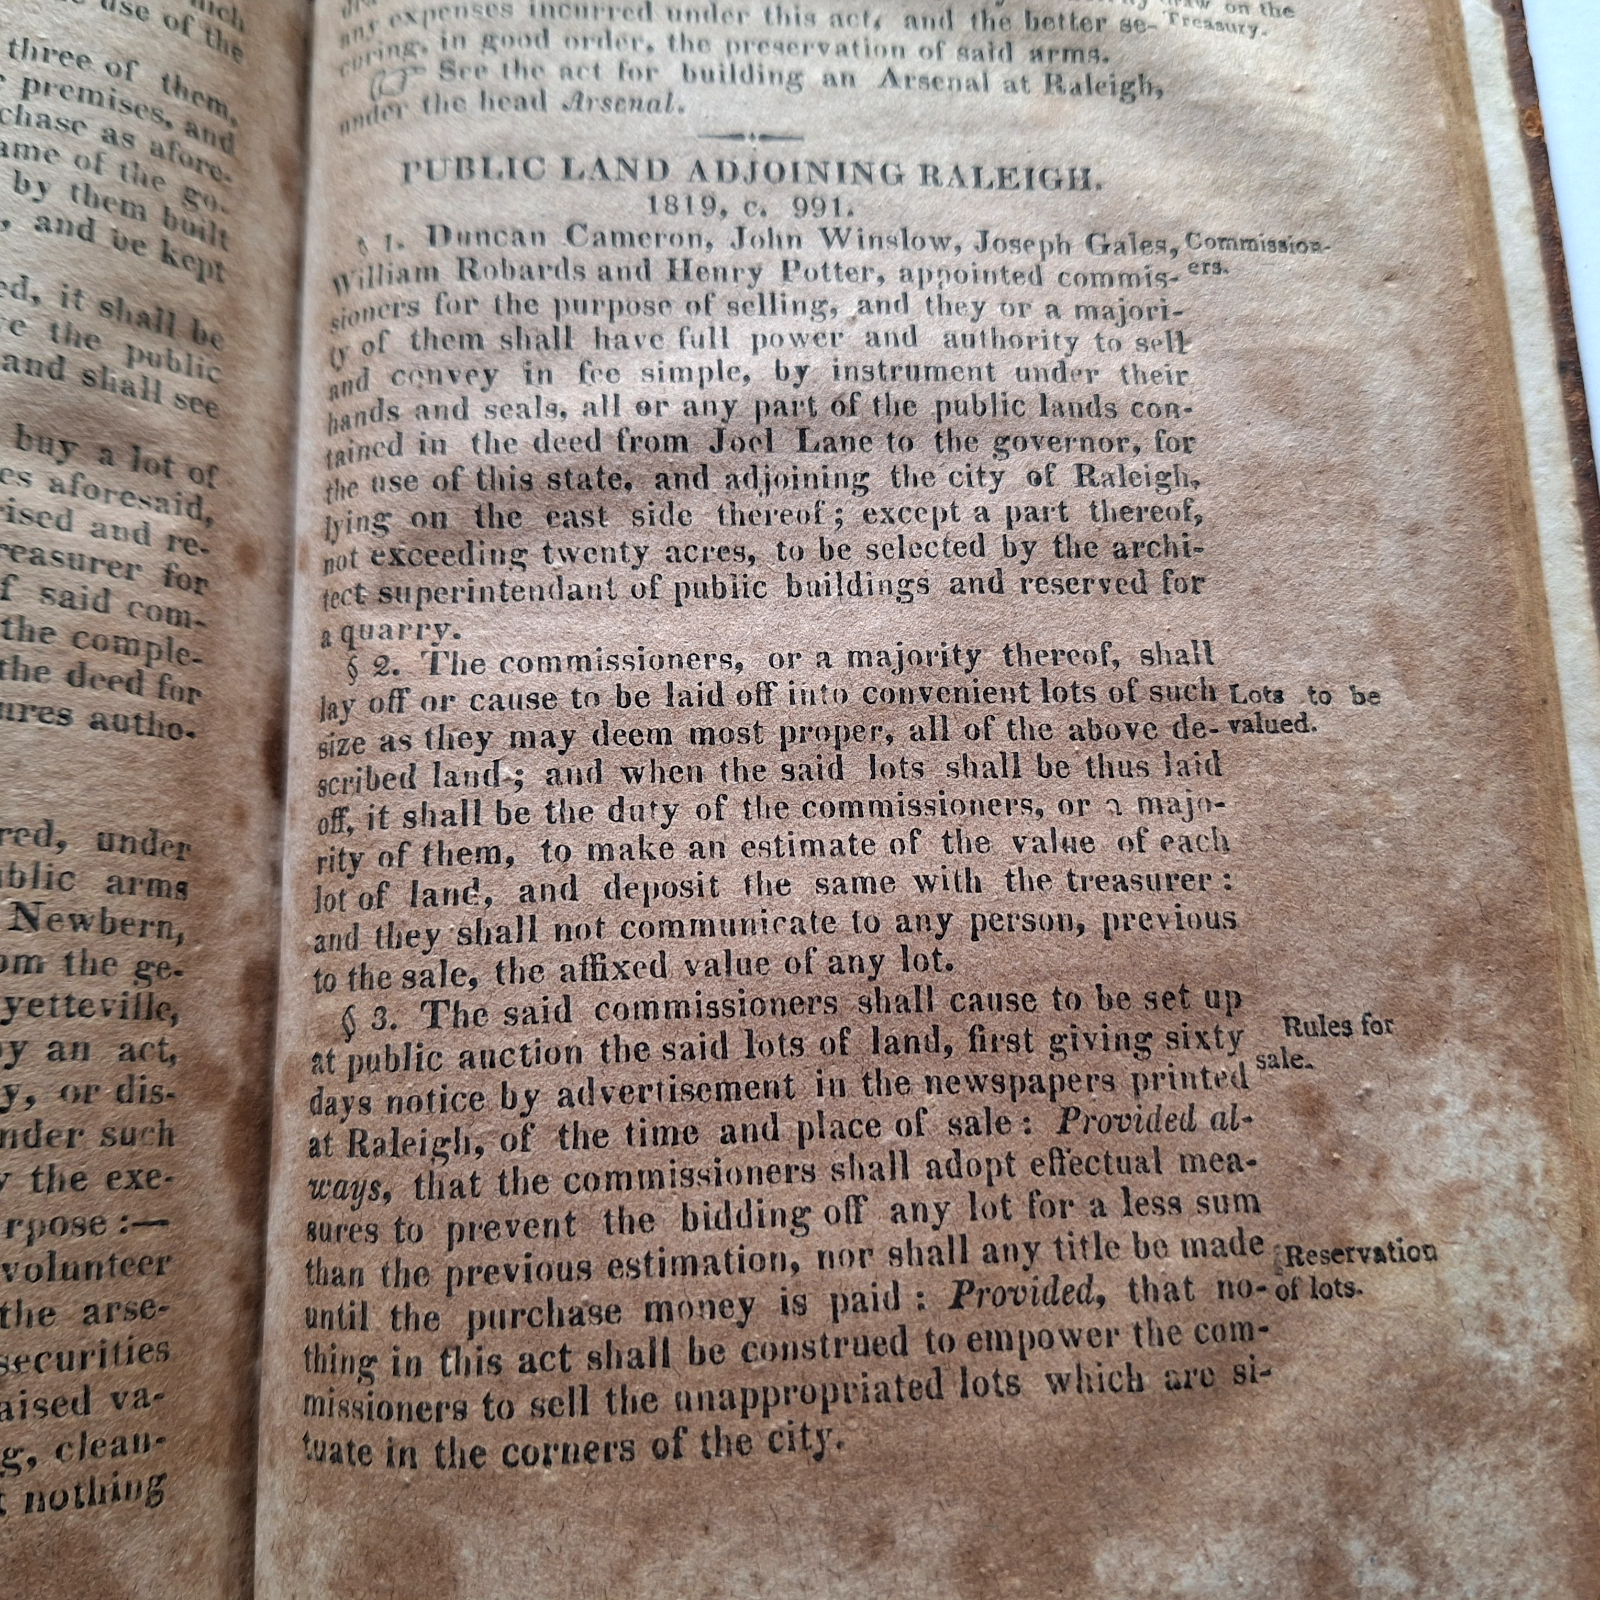 use of the
three of them,
premises, and
chase as afore-
ame of the go-
by them built
, and be kept
ed, it shall be
the public
and shall see
buy a lot of
es aforesaid,
rised and re-
reasurer for
f said com-
the comple-
the deed for
ures autho-
red, under
ublic arms
Newbern,
om the ge-
yetteville,
by an act,
y, or dis-
nder such
y the exe-
rpose :—
volunteer
the arse-
securities
aised va-
g, clean-
t nothing
on the
any expenses incurred under this act, and the better se- Treasury.
curing, in good order, the preservation of said arms.
☞ See the act for building an Arsenal at Raleigh,
under the head Arsenal.
PUBLIC LAND ADJOINING RALEIGH.
1819, c. 991.
§ 1. Duncan Cameron, John Winslow, Joseph Gales, Commission-
William Robards and Henry Potter, appointed commis- ers.
sioners for the purpose of selling, and they or a majori-
ty of them shall have full power and authority to sell
and convey in fee simple, by instrument under their
hands and seals, all or any part of the public lands con-
tained in the deed from Joel Lane to the governor, for
the use of this state, and adjoining the city of Raleigh,
lying on the east side thereof; except a part thereof,
not exceeding twenty acres, to be selected by the archi-
tect superintendant of public buildings and reserved for
a quarry.
§ 2. The commissioners, or a majority thereof, shall
lay off or cause to be laid off into convenient lots of such Lots to be
size as they may deem most proper, all of the above de- valued.
scribed land; and when the said lots shall be thus laid
off, it shall be the duty of the commissioners, or a majo-
rity of them, to make an estimate of the value of each
lot of land, and deposit the same with the treasurer:
and they shall not communicate to any person, previous
to the sale, the affixed value of any lot.
§ 3. The said commissioners shall cause to be set up
at public auction the said lots of land, first giving sixty Rules for
days notice by advertisement in the newspapers printed sale.
at Raleigh, of the time and place of sale: Provided al-
ways, that the commissioners shall adopt effectual mea-
sures to prevent the bidding off any lot for a less sum
than the previous estimation, nor shall any title be made Reservation
until the purchase money is paid: Provided, that no- of lots.
thing in this act shall be construed to empower the com-
missioners to sell the unappropriated lots which are si-
tuate in the corners of the city.